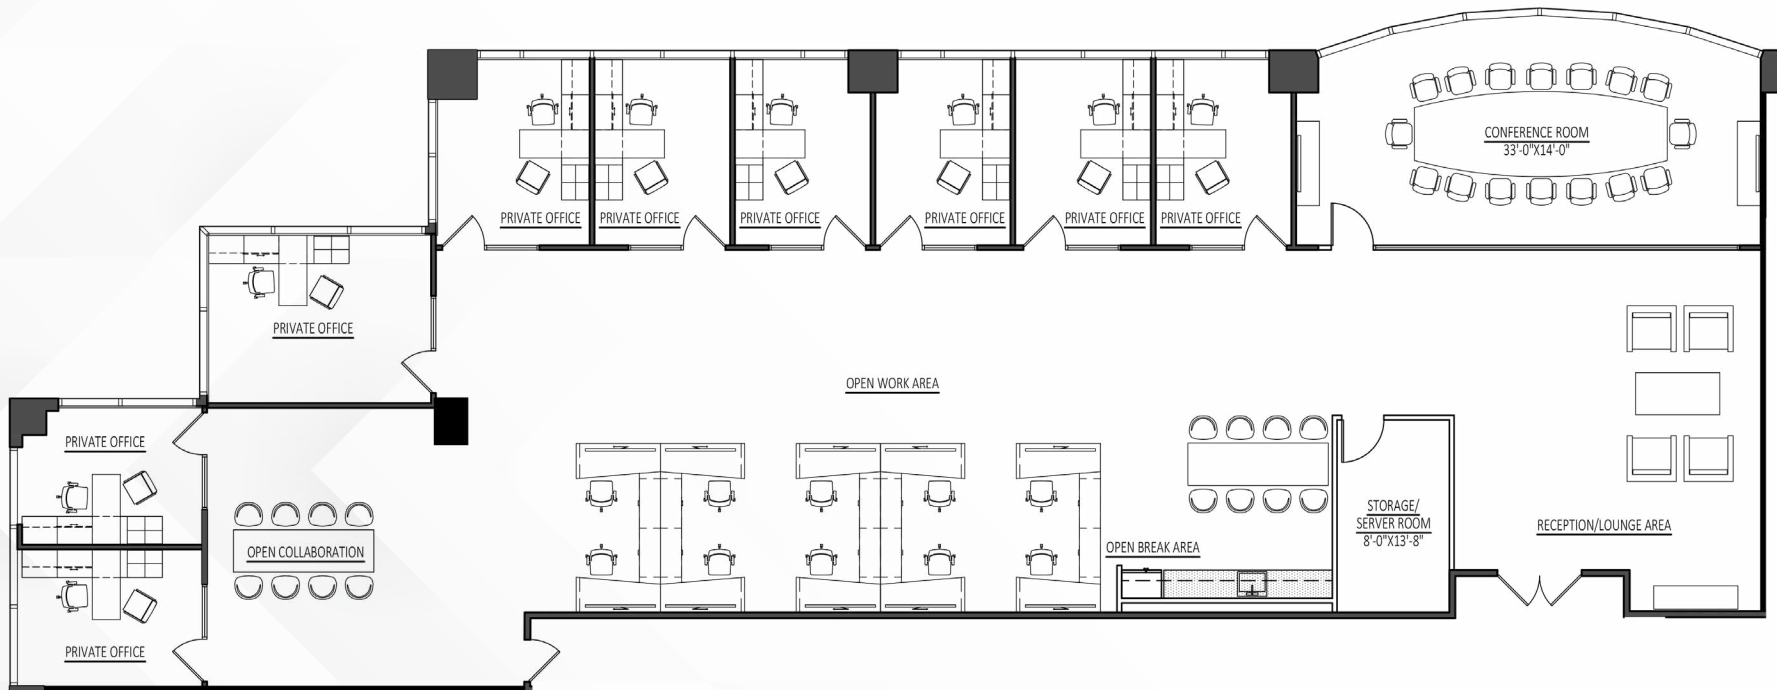 CONFERENCE ROOM
33'-0"X14'-0"
PRIVATE OFFICE
PRIVATE OFFICE
PRIVATE OFFICE
PRIVATE OFFICE
PRIVATE OFFICE
PRIVATE OFFICE
PRIVATE OFFICE
OPEN WORK AREA
PRIVATE OFFICE
STORAGE/
SERVER ROOM
8'-0"X13'-8"
RECEPTION/LOUNGE AREA
OPEN COLLABORATION
OPEN BREAK AREA
PRIVATE OFFICE